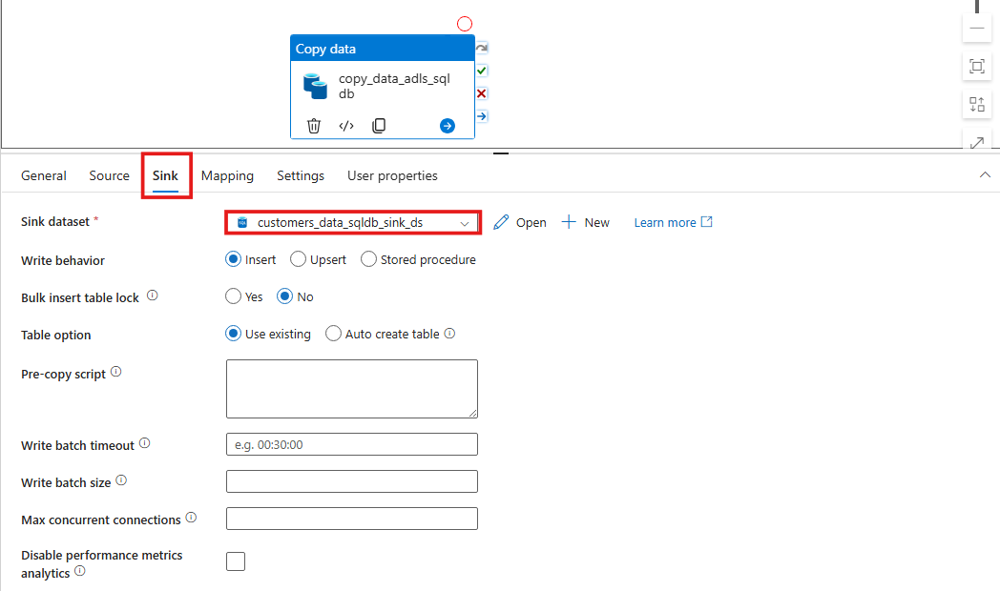 Copy data
copy_data_adls_sql
db
General Source Sink Mapping Settings User properties
Sink dataset * customers_data_sqldb_sink_ds Open New Learn more
Write behavior Insert Upsert Stored procedure
Bulk insert table lock Yes No
Table option Use existing Auto create table
Pre-copy script
Write batch timeout e.g. 00:30:00
Write batch size
Max concurrent connections
Disable performance metrics
analytics